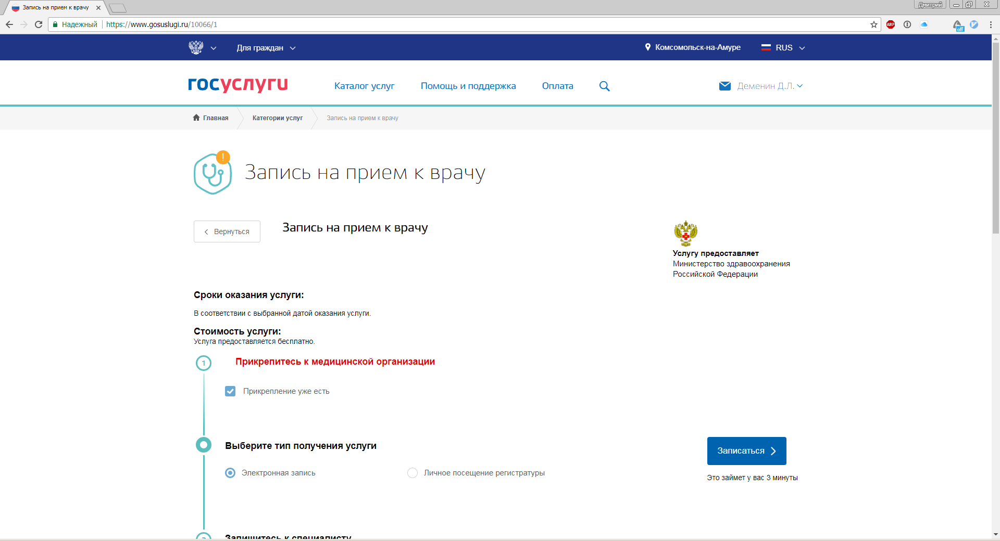 Запись на прием к врачу
Дмитрий
Надежный
https://www.gosuslugi.ru/10066/1
ABP
off
Для граждан
Комсомольск-на-Амуре
RUS
госуслуги
Каталог услуг
Помощь и поддержка
Оплата
Деменин Д.Л.
Главная
Категории услуг
Запись на прием к врачу
!
Запись на прием к врачу
Вернуться
Запись на прием к врачу
Услугу предоставляет
Министерство здравоохранения
Российской Федерации
Сроки оказания услуги:
В соответствии с выбранной датой оказания услуги.
Стоимость услуги:
Услуга предоставляется бесплатно.
1
Прикрепитесь к медицинской организации
Прикрепление уже есть
Выберите тип получения услуги
Записаться
Электронная запись
Личное посещение регистратуры
Это займет у вас 3 минуты
Запишитесь к специалисту